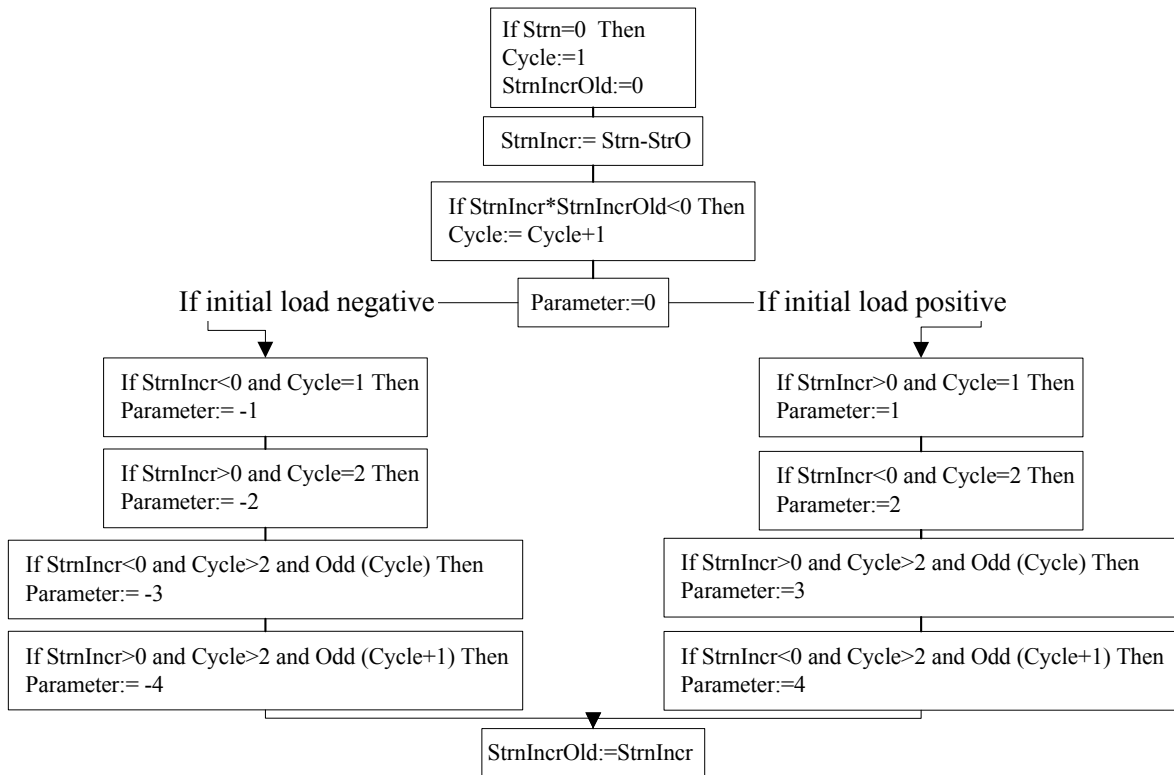 If Strn=0 Then
Cycle:=1
StrnIncrOld:=0
StrnIncr:= Strn-StrO
If StrnIncr*StrnIncrOld<0 Then
Cycle:= Cycle+1
If initial load negative
Parameter:=0
If initial load positive
If StrnIncr<0 and Cycle=1 Then
Parameter:= -1
If StrnIncr>0 and Cycle=2 Then
Parameter:= -2
If StrnIncr<0 and Cycle>2 and Odd (Cycle) Then
Parameter:= -3
If StrnIncr>0 and Cycle>2 and Odd (Cycle+1) Then
Parameter:= -4
If StrnIncr>0 and Cycle=1 Then
Parameter:=1
If StrnIncr<0 and Cycle=2 Then
Parameter:=2
If StrnIncr>0 and Cycle>2 and Odd (Cycle) Then
Parameter:=3
If StrnIncr<0 and Cycle>2 and Odd (Cycle+1) Then
Parameter:=4
StrnIncrOld:=StrnIncr